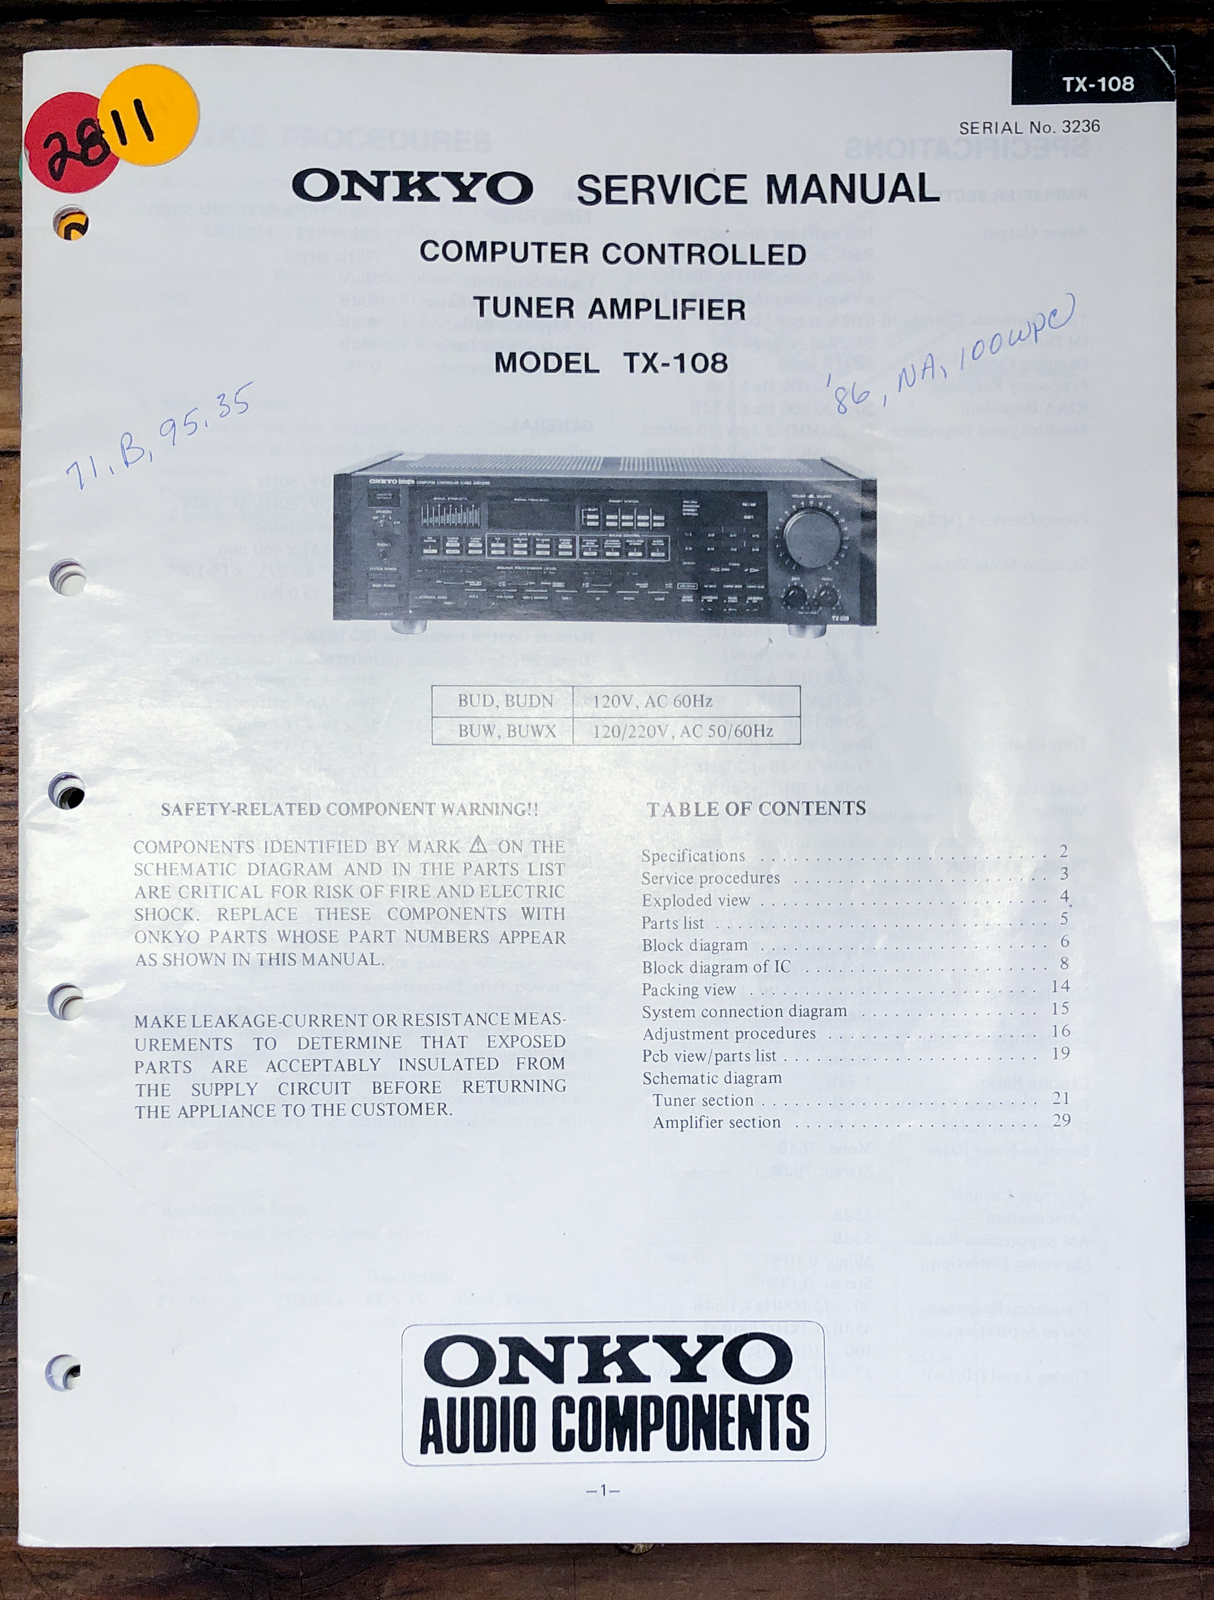 TX-108
SERIAL No. 3236
2811
ONKYO SERVICE MANUAL
COMPUTER CONTROLLED
TUNER AMPLIFIER
MODEL TX-108
'86, NA, 100WPC
71, B, 95.35
ONKYO
TX-108
BUD, BUDN 120V, AC 60Hz
BUW, BUWX 120/220V, AC 50/60Hz
SAFETY-RELATED COMPONENT WARNING!!
COMPONENTS IDENTIFIED BY MARK ⚠ ON THE
SCHEMATIC DIAGRAM AND IN THE PARTS LIST
ARE CRITICAL FOR RISK OF FIRE AND ELECTRIC
SHOCK. REPLACE THESE COMPONENTS WITH
ONKYO PARTS WHOSE PART NUMBERS APPEAR
AS SHOWN IN THIS MANUAL.
MAKE LEAKAGE-CURRENT OR RESISTANCE MEAS-
UREMENTS TO DETERMINE THAT EXPOSED
PARTS ARE ACCEPTABLY INSULATED FROM
THE SUPPLY CIRCUIT BEFORE RETURNING
THE APPLIANCE TO THE CUSTOMER.
TABLE OF CONTENTS
Specifications . . . . . . . . . . . . . . . . . . . . . . . . . . 2
Service procedures . . . . . . . . . . . . . . . . . . . . . . . 3
Exploded view . . . . . . . . . . . . . . . . . . . . . . . . . . 4
Parts list . . . . . . . . . . . . . . . . . . . . . . . . . . . . . . 5
Block diagram . . . . . . . . . . . . . . . . . . . . . . . . . . 6
Block diagram of IC . . . . . . . . . . . . . . . . . . . . . . 8
Packing view . . . . . . . . . . . . . . . . . . . . . . . . . . . 14
System connection diagram . . . . . . . . . . . . . . . . . 15
Adjustment procedures . . . . . . . . . . . . . . . . . . . 16
Pcb view/parts list . . . . . . . . . . . . . . . . . . . . . . . 19
Schematic diagram
Tuner section . . . . . . . . . . . . . . . . . . . . . . . . . 21
Amplifier section . . . . . . . . . . . . . . . . . . . . . . 29
ONKYO
AUDIO COMPONENTS
—1—